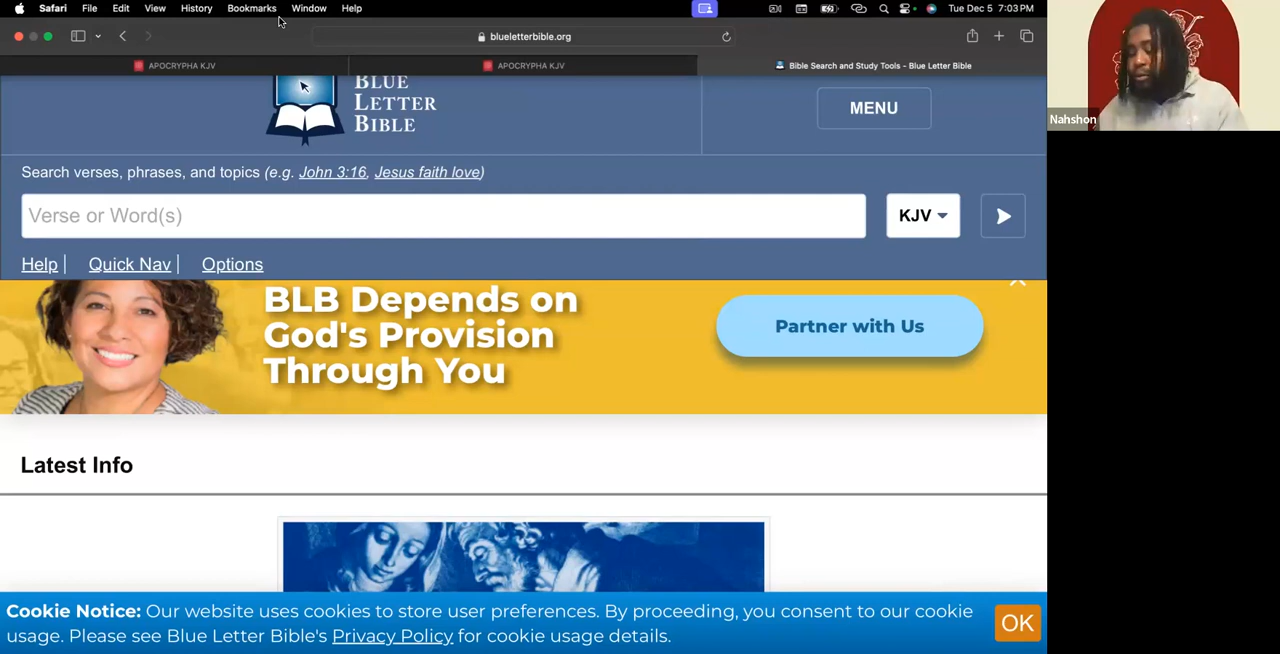 Safari File Edit View History Bookmarks Window Help Tue Dec 5 7:03 PM
blueletterbible.org
APOCRYPHA KJV APOCRYPHA KJV Bible Search and Study Tools - Blue Letter Bible
BLUE
LETTER
BIBLE
MENU
Nahshon
Search verses, phrases, and topics (e.g. John 3:16, Jesus faith love)
Verse or Word(s)
KJV
Help | Quick Nav | Options
BLB Depends on
God's Provision
Through You
Partner with Us
Latest Info
Cookie Notice: Our website uses cookies to store user preferences. By proceeding, you consent to our cookie
usage. Please see Blue Letter Bible's Privacy Policy for cookie usage details.
OK